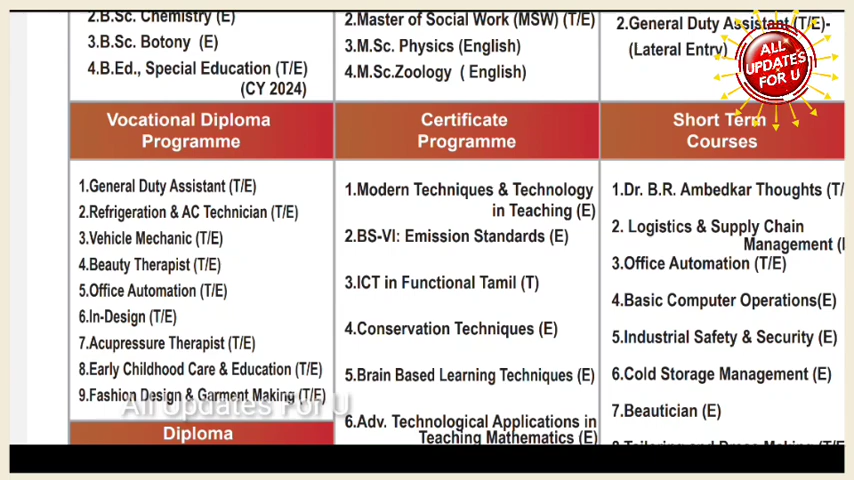 2.B.Sc. Chemistry (E)
3.B.Sc. Botony (E)
4.B.Ed., Special Education (T/E)
(CY 2024)
2.Master of Social Work (MSW) (T/E)
3.M.Sc. Physics (English)
4.M.Sc.Zoology ( English)
2.General Duty Assistant (T/E)-
(Lateral Entry)
ALL
UPDATES
FOR U
Vocational Diploma
Programme
1.General Duty Assistant (T/E)
2.Refrigeration & AC Technician (T/E)
3.Vehicle Mechanic (T/E)
4.Beauty Therapist (T/E)
5.Office Automation (T/E)
6.In-Design (T/E)
7.Acupressure Therapist (T/E)
8.Early Childhood Care & Education (T/E)
9.Fashion Design & Garment Making (T/E)
All Updates For U
Diploma
Certificate
Programme
1.Modern Techniques & Technology
in Teaching (E)
2.BS-VI: Emission Standards (E)
3.ICT in Functional Tamil (T)
4.Conservation Techniques (E)
5.Brain Based Learning Techniques (E)
6.Adv. Technological Applications in
Teaching Mathematics (E)
Short Term
Courses
1.Dr. B.R. Ambedkar Thoughts (T/
2. Logistics & Supply Chain
Management (
3.Office Automation (T/E)
4.Basic Computer Operations(E)
5.Industrial Safety & Security (E)
6.Cold Storage Management (E)
7.Beautician (E)
8.Tailoring and Dress Making (T/E